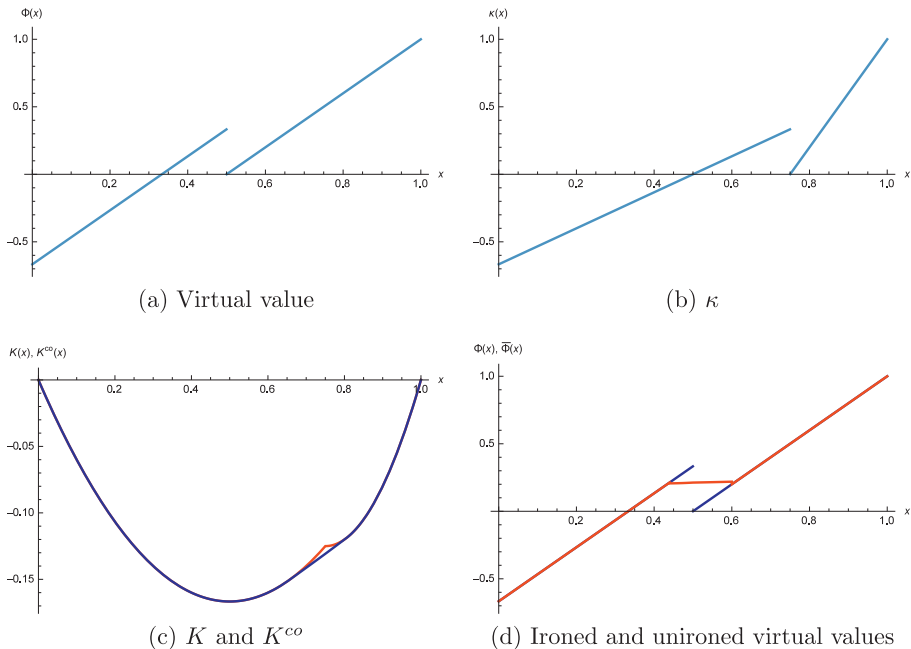 Φ(x)
1.0
0.5
-0.5
0.2 0.4 0.6 0.8 1.0 x
(a) Virtual value
κ(x)
1.0
0.5
-0.5
0.2 0.4 0.6 0.8 1.0 x
(b) κ
K(x), K^co(x)
0.2 0.4 0.6 0.8 1.0 x
-0.05
-0.10
-0.15
(c) K and K^co
Φ(x), Φ̅(x)
1.0
0.5
-0.5
0.2 0.4 0.6 0.8 1.0 x
(d) Ironed and unironed virtual values